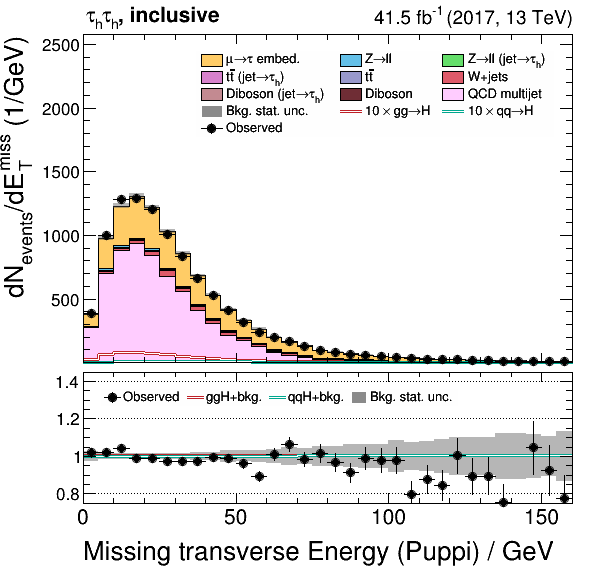 τhτh, inclusive 41.5 fb-1 (2017, 13 TeV)
dNevents/dETmiss (1/GeV)
2500
2000
1500
1000
500
μ→τ embed. Z→ll Z→ll (jet→τh)
tt̄ (jet→τh) tt̄ W+jets
Diboson (jet→τh) Diboson QCD multijet
Bkg. stat. unc. 10 × gg→H 10 × qq→H
Observed
1.4
1.2
1
0.8
Observed ggH+bkg. qqH+bkg. Bkg. stat. unc.
0 50 100 150
Missing transverse Energy (Puppi) / GeV